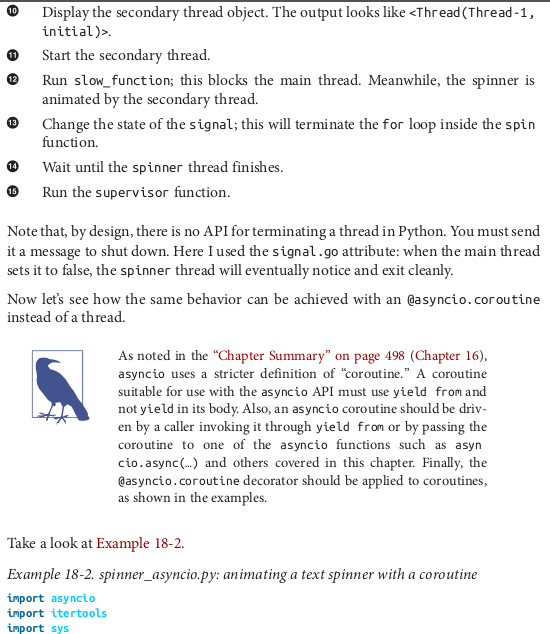 ❿ Display the secondary thread object. The output looks like <Thread(Thread-1,
initial)>.
⓫ Start the secondary thread.
⓬ Run slow_function; this blocks the main thread. Meanwhile, the spinner is
animated by the secondary thread.
⓭ Change the state of the signal; this will terminate the for loop inside the spin
function.
⓮ Wait until the spinner thread finishes.
⓯ Run the supervisor function.
Note that, by design, there is no API for terminating a thread in Python. You must send
it a message to shut down. Here I used the signal.go attribute: when the main thread
sets it to false, the spinner thread will eventually notice and exit cleanly.
Now let’s see how the same behavior can be achieved with an @asyncio.coroutine
instead of a thread.
As noted in the “Chapter Summary” on page 498 (Chapter 16),
asyncio uses a stricter definition of “coroutine.” A coroutine
suitable for use with the asyncio API must use yield from and
not yield in its body. Also, an asyncio coroutine should be driv‐
en by a caller invoking it through yield from or by passing the
coroutine to one of the asyncio functions such as asyn
cio.async(…) and others covered in this chapter. Finally, the
@asyncio.coroutine decorator should be applied to coroutines,
as shown in the examples.
Take a look at Example 18-2.
Example 18-2. spinner_asyncio.py: animating a text spinner with a coroutine
import asyncio
import itertools
import sys